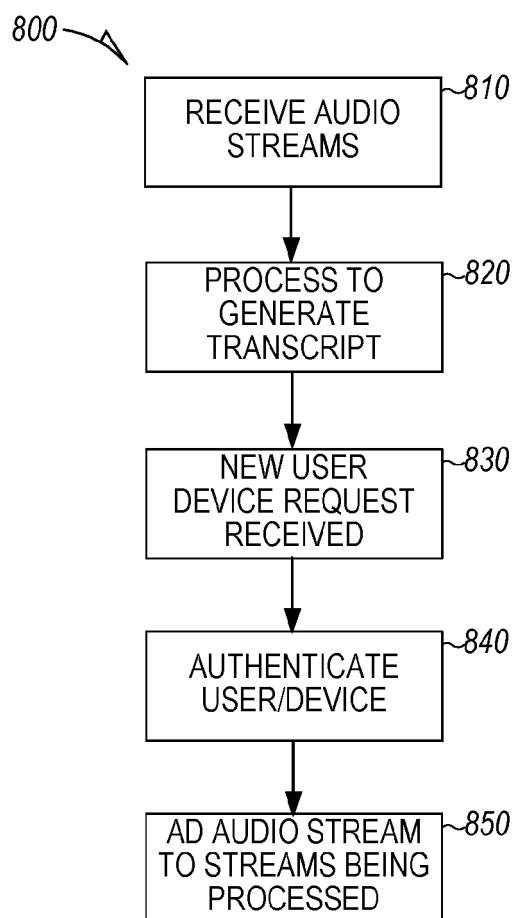 800
810
RECEIVE AUDIO
STREAMS
820
PROCESS TO
GENERATE
TRANSCRIPT
830
NEW USER
DEVICE REQUEST
RECEIVED
840
AUTHENTICATE
USER/DEVICE
850
AD AUDIO STREAM
TO STREAMS BEING
PROCESSED